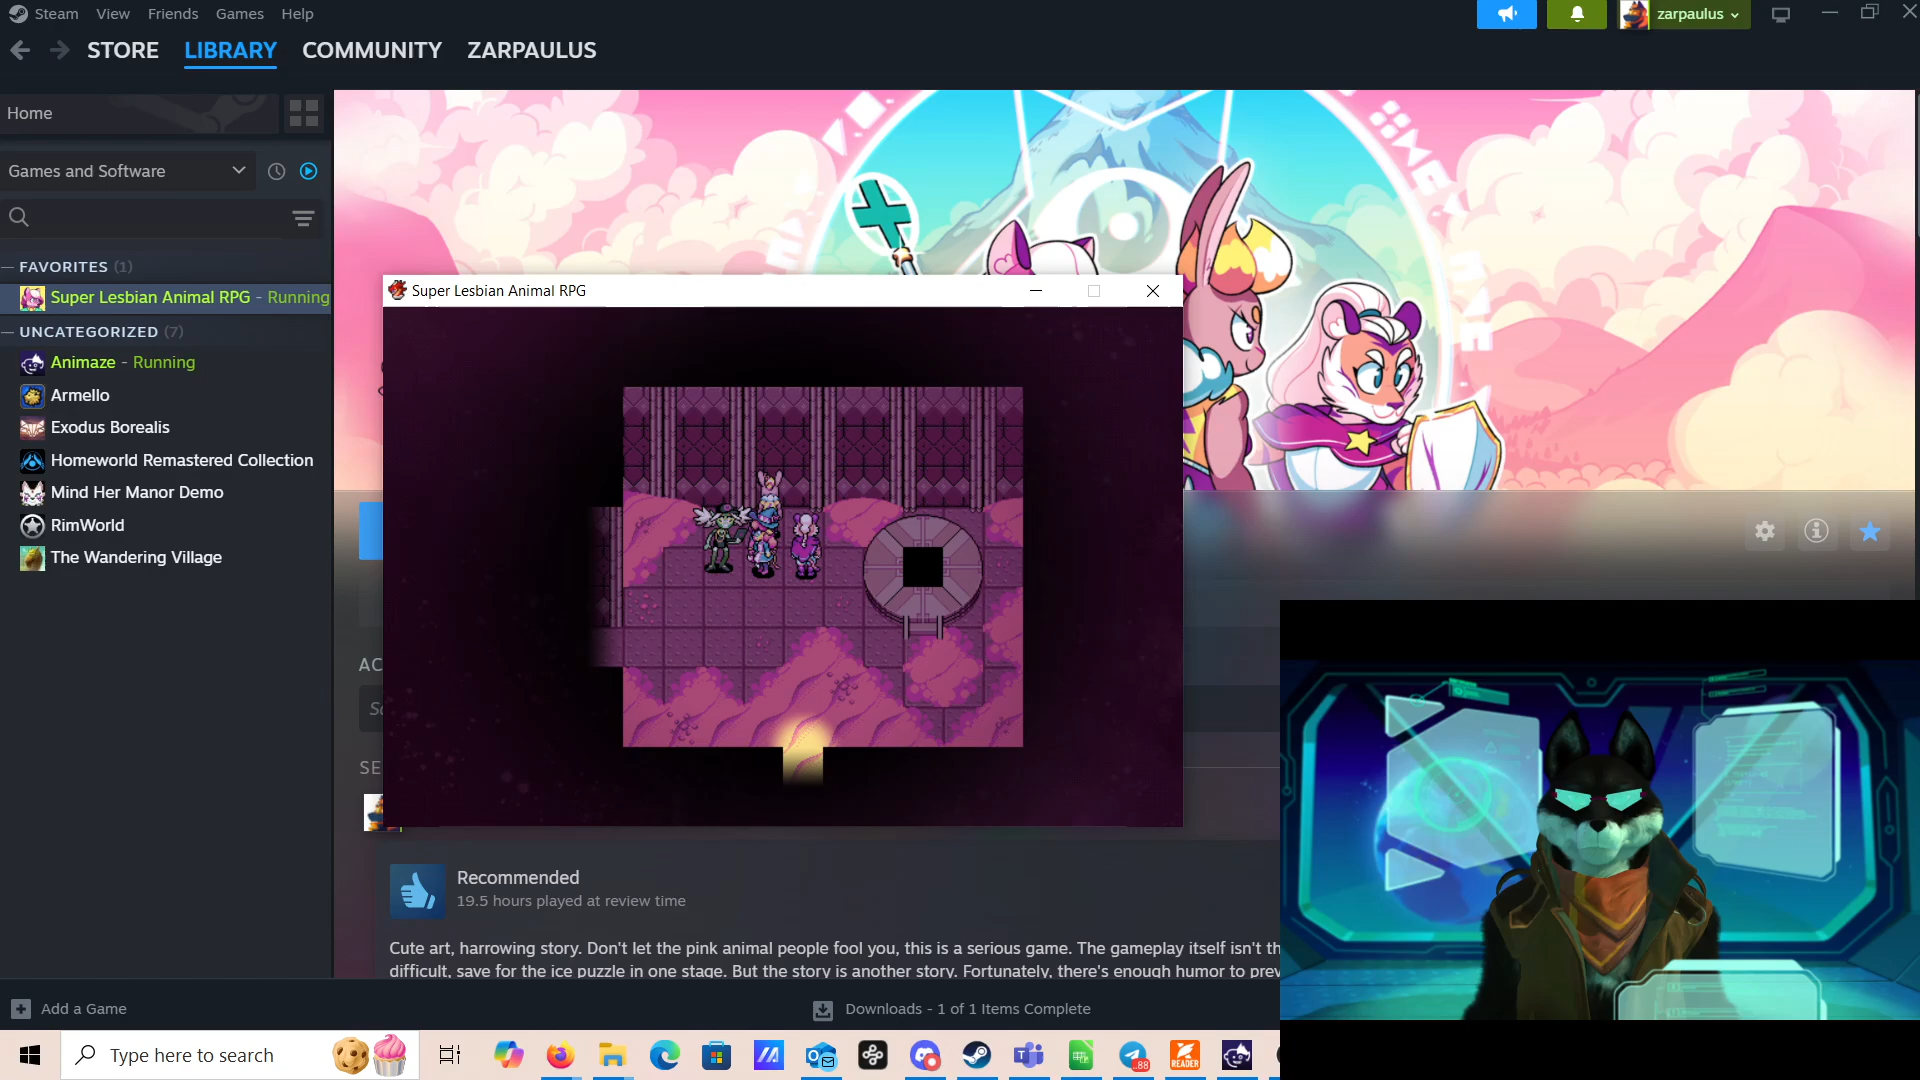 Steam View Friends Games Help
zarpaulus
STORE LIBRARY COMMUNITY ZARPAULUS
Home
Games and Software
— FAVORITES (1)
Super Lesbian Animal RPG - Running
— UNCATEGORIZED (7)
Animaze - Running
Armello
Exodus Borealis
Homeworld Remastered Collection
Mind Her Manor Demo
RimWorld
The Wandering Village
Super Lesbian Animal RPG
AC
SE
Recommended
19.5 hours played at review time
Cute art, harrowing story. Don't let the pink animal people fool you, this is a serious game. The gameplay itself isn't th
difficult, save for the ice puzzle in one stage. But the story is another story. Fortunately, there's enough humor to prev
Add a Game
Downloads - 1 of 1 Items Complete
Type here to search
READER
88